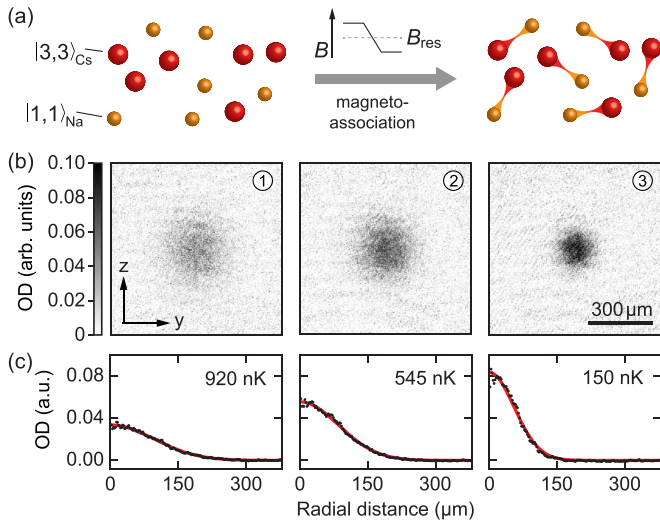 (a)
|3,3⟩Cs
|1,1⟩Na
B
Bres
magneto-
association
(b)
OD (arb. units)
0.10
0.08
0.06
0.04
0.02
0
1
2
3
z
y
300 µm
(c)
OD (a.u.)
0.08
0.04
0.00
920 nK
545 nK
150 nK
0 150 300
0 150 300
0 150 300
Radial distance (µm)